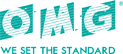 OMG
WE SET THE STANDARD